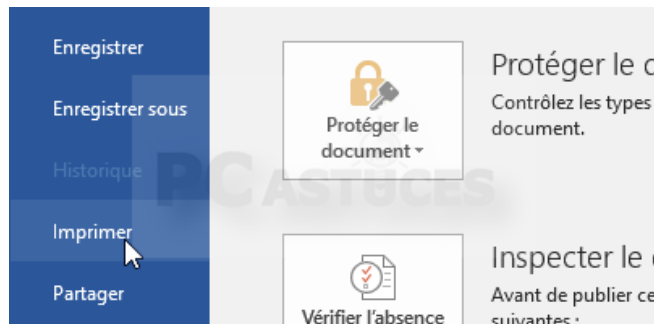 Enregistrer
Enregistrer sous
Historique
Imprimer
Partager
Protéger le
document
Protéger le
Contrôlez les types
document.
PC ASTUCES
Vérifier l'absence
Inspecter le
Avant de publier ce
suivantes :